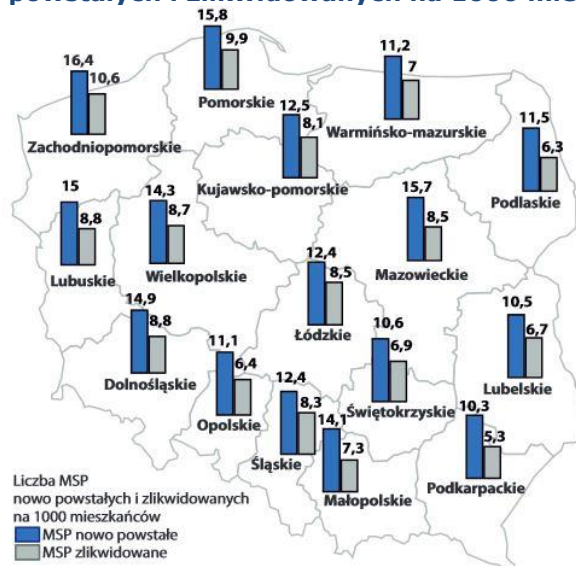 powstałych i zlikwidowanych na 1000
15,8
9,9
Pomorskie
16,4
10,6
Zachodniopomorskie
11,2
7
Warmińsko-mazurskie
12,5
8,1
Kujawsko-pomorskie
11,5
6,3
Podlaskie
15
8,8
Lubuskie
14,3
8,7
Wielkopolskie
15,7
8,5
Mazowieckie
12,4
8,5
Łódzkie
14,9
8,8
Dolnośląskie
11,1
6,4
Opolskie
10,6
6,9
Świętokrzyskie
10,5
6,7
Lubelskie
12,4
8,3
Śląskie
14,1
7,3
Małopolskie
10,3
5,3
Podkarpackie
Liczba MSP
nowo powstałych i zlikwidowanych
na 1000 mieszkańców
MSP nowo powstałe
MSP zlikwidowane